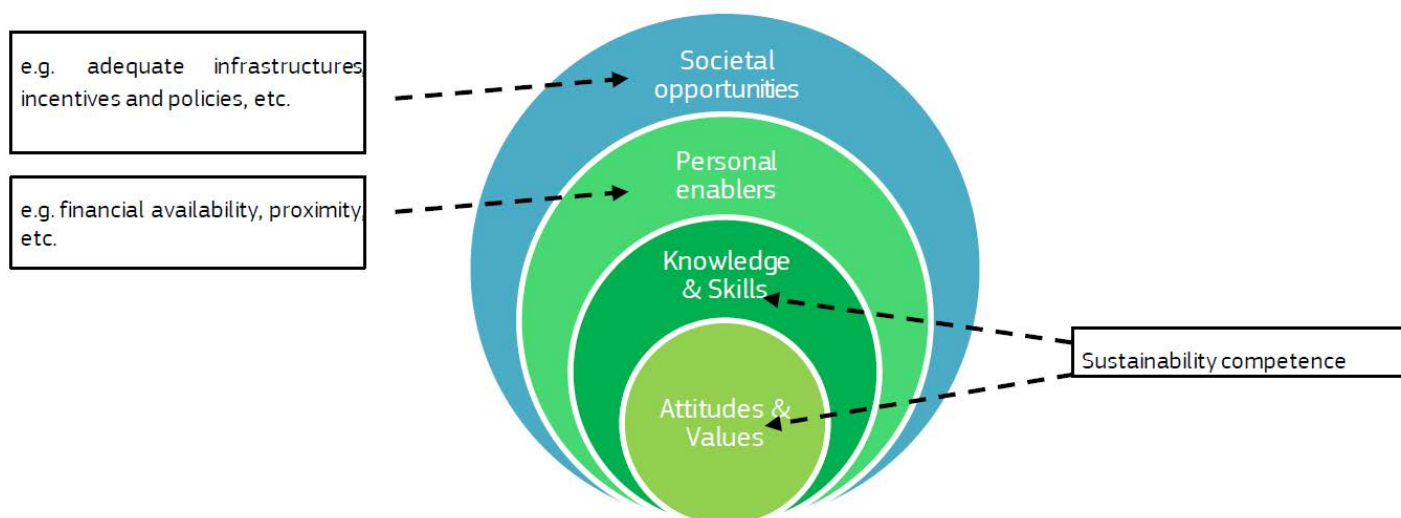 e.g. adequate infrastructures,
incentives and policies, etc.
e.g. financial availability, proximity,
etc.
Societal
opportunities
Personal
enablers
Knowledge
& Skills
Attitudes &
Values
Sustainability competence